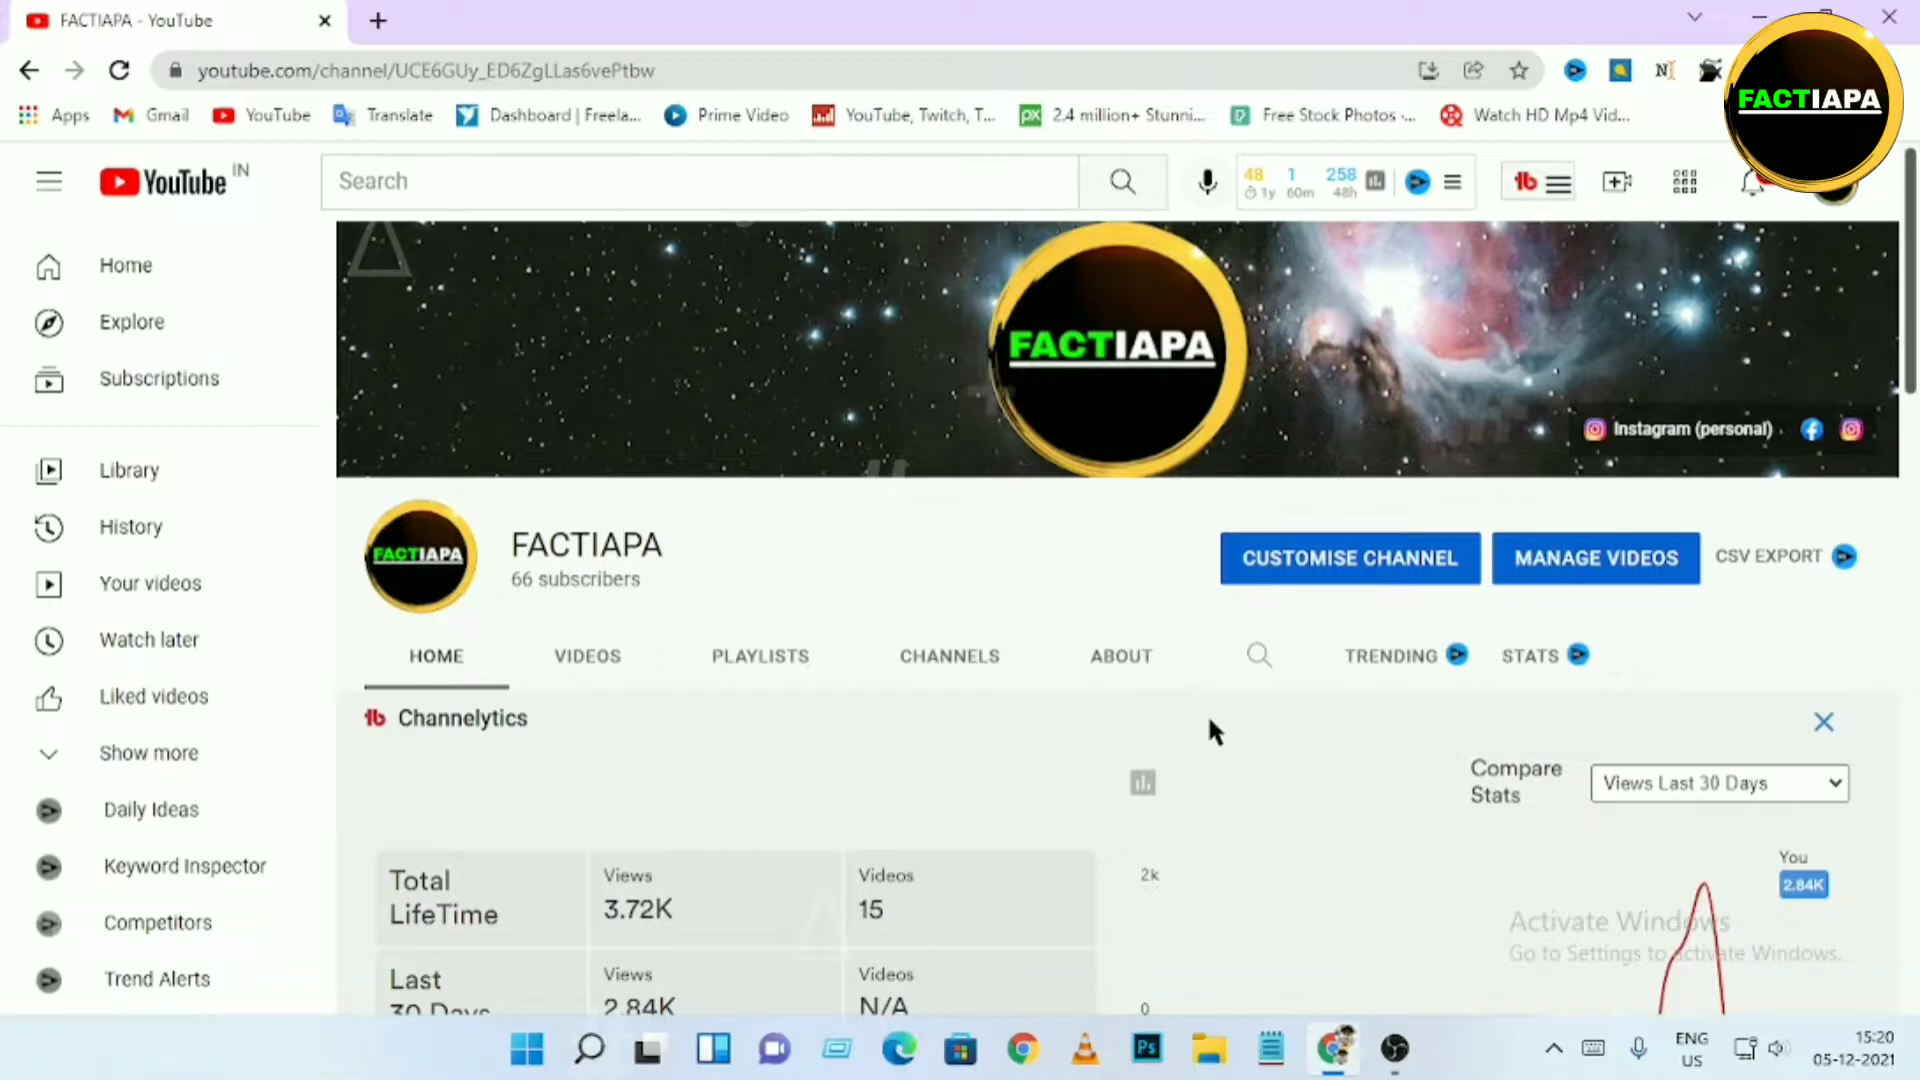 FACTIAPA - YouTube
youtube.com/channel/UCE6GUy_ED6ZgLLas6vePtbw
Apps
Gmail
YouTube
Translate
Dashboard | Freela...
Prime Video
YouTube, Twitch, T...
2.4 million+ Stunni...
Free Stock Photos -...
Watch HD Mp4 Vid...
FACTIAPA
YouTube IN
Search
48 1 258
1y 60m 48h
Home
Explore
Subscriptions
Library
History
Your videos
Watch later
Liked videos
Show more
Daily Ideas
Keyword Inspector
Competitors
Trend Alerts
FACTIAPA
Instagram (personal)
FACTIAPA
FACTIAPA
66 subscribers
CUSTOMISE CHANNEL
MANAGE VIDEOS
CSV EXPORT
HOME
VIDEOS
PLAYLISTS
CHANNELS
ABOUT
TRENDING
STATS
Channelytics
Compare
Stats
Views Last 30 Days
Total
LifeTime
Views
3.72K
Videos
15
Last
30 Days
Views
2.84K
Videos
N/A
2k
0
You
2.84K
Activate Windows
Go to Settings to activate Windows.
Ps
ENG
US
15:20
05-12-2021